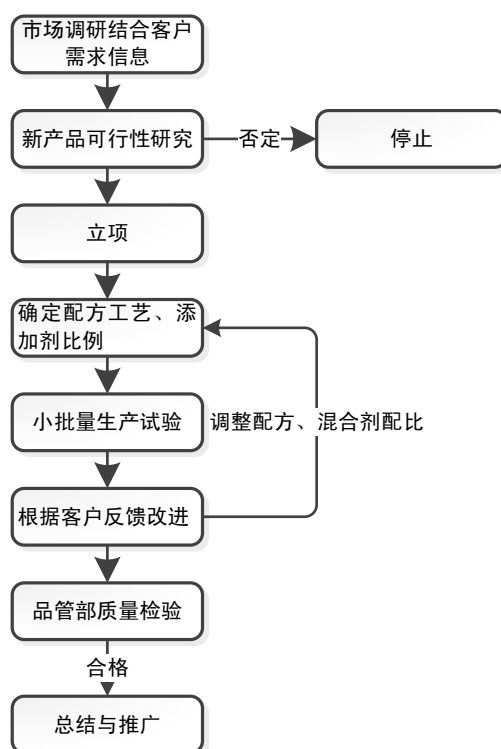 市场调研结合客户
需求信息
新产品可行性研究
否定
停止
立项
确定配方工艺、添
加剂比例
小批量生产试验
调整配方、混合剂配比
根据客户反馈改进
品管部质量检验
合格
总结与推广